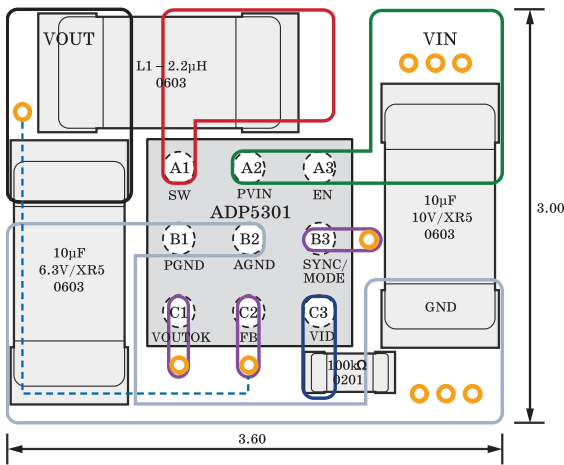 VOUT
L1 – 2.2µH
0603
VIN
A1
A2
A3
SW
PVIN
EN
ADP5301
10µF
10V/XR5
0603
3.00
B1
B2
B3
PGND
AGND
SYNC/
MODE
10µF
6.3V/XR5
0603
C1
C2
C3
GND
VOUTOK
FB
VID
100kΩ
0201
3.60